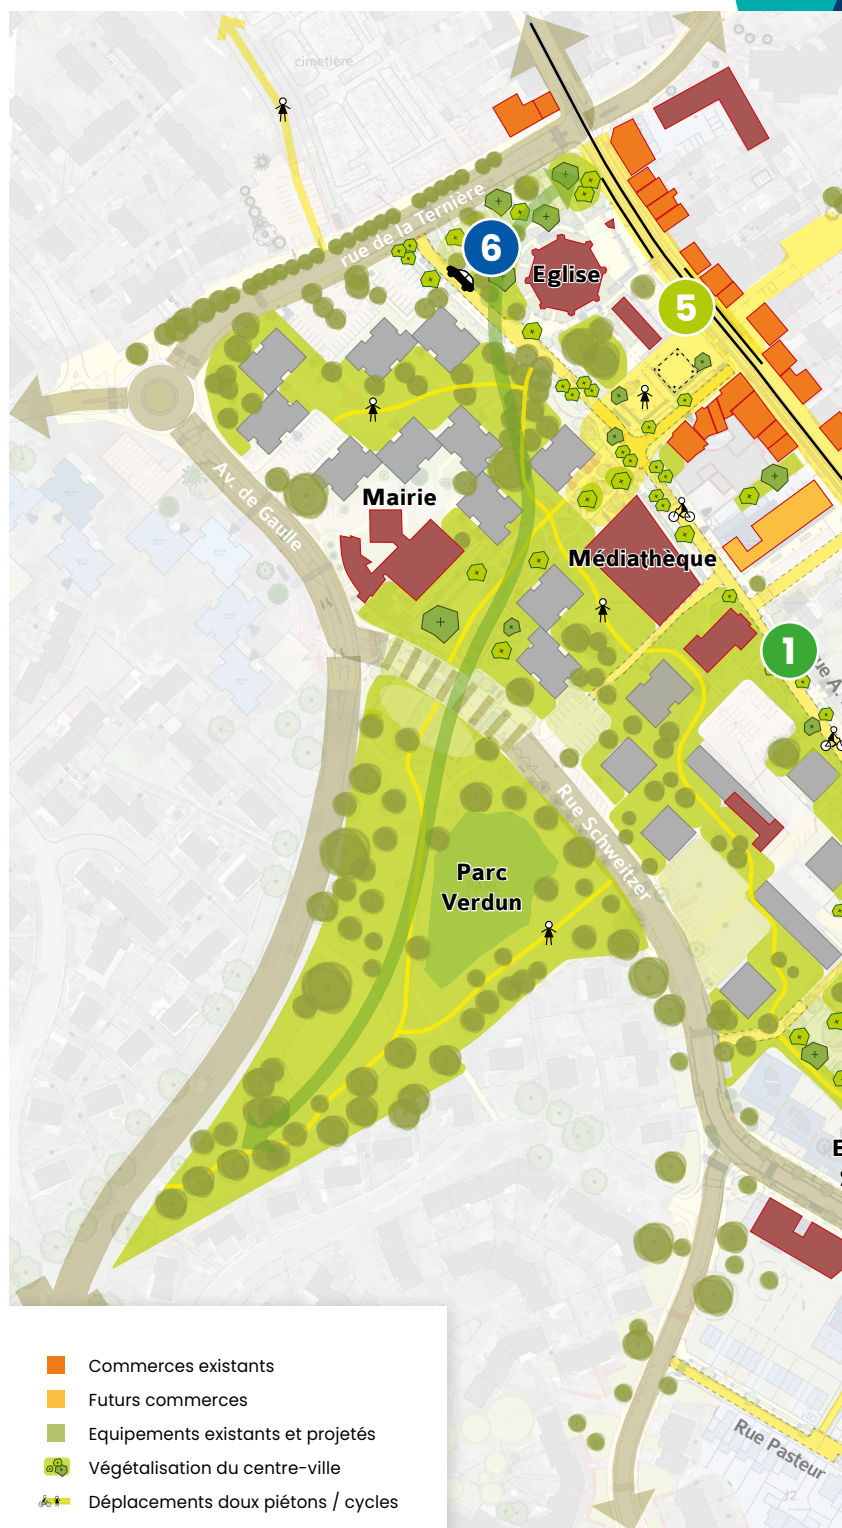 cimetière
rue de la Ternière
6
Eglise
5
Av. de Gaulle
Mairie
Médiathèque
1
Rue Schweitzer
Parc
Verdun
Rue Pasteur
Commerces existants
Futurs commerces
Equipements existants et projetés
Végétalisation du centre-ville
Déplacements doux piétons / cycles